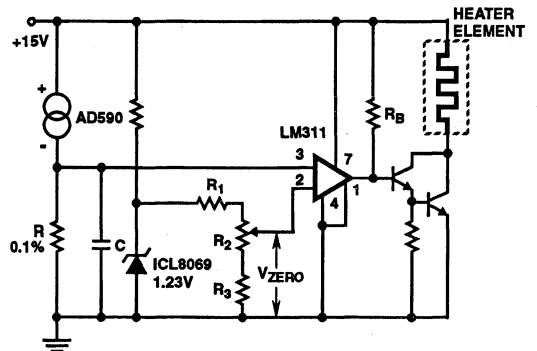 HEATER
ELEMENT
+15V
+
AD590
-
LM311
R_B
3
7
2
1
4
R_1
R
0.1%
C
R_2
ICL8069
1.23V
V_ZERO
R_3